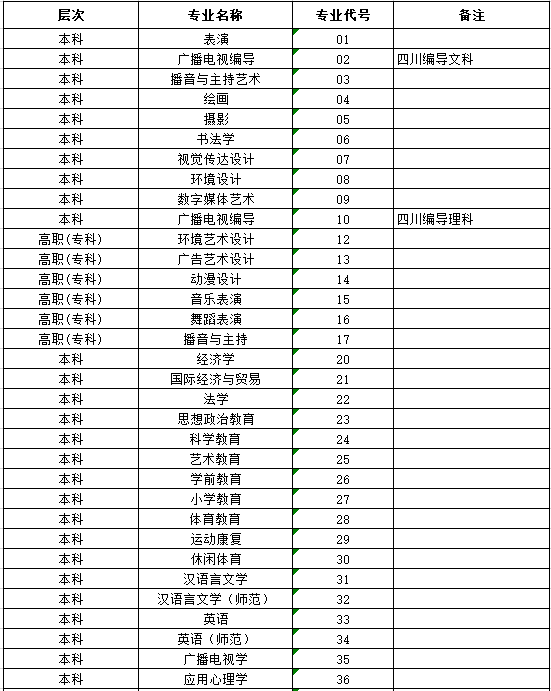 层次 专业名称 专业代号 备注
本科 表演 01
本科 广播电视编导 02 四川编导文科
本科 播音与主持艺术 03
本科 绘画 04
本科 摄影 05
本科 书法学 06
本科 视觉传达设计 07
本科 环境设计 08
本科 数字媒体艺术 09
本科 广播电视编导 10 四川编导理科
高职(专科) 环境艺术设计 12
高职(专科) 广告艺术设计 13
高职(专科) 动漫设计 14
高职(专科) 音乐表演 15
高职(专科) 舞蹈表演 16
高职(专科) 播音与主持 17
本科 经济学 20
本科 国际经济与贸易 21
本科 法学 22
本科 思想政治教育 23
本科 科学教育 24
本科 艺术教育 25
本科 学前教育 26
本科 小学教育 27
本科 体育教育 28
本科 运动康复 29
本科 休闲体育 30
本科 汉语言文学 31
本科 汉语言文学（师范） 32
本科 英语 33
本科 英语（师范） 34
本科 广播电视学 35
本科 应用心理学 36